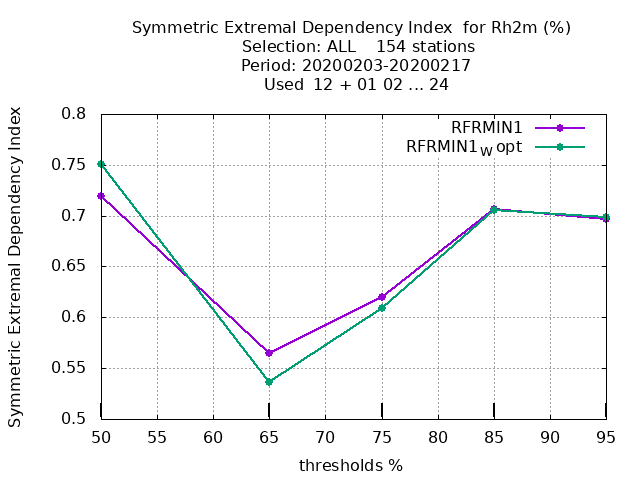 Symmetric Extremal Dependency Index  for Rh2m (%)
Selection: ALL    154 stations
Period: 20200203-20200217
Used  12 + 01 02 ... 24
Symmetric Extremal Dependency Index
0.8
0.75
0.7
0.65
0.6
0.55
0.5
RFRMIN1
RFRMIN1W opt
50 55 60 65 70 75 80 85 90 95
thresholds %